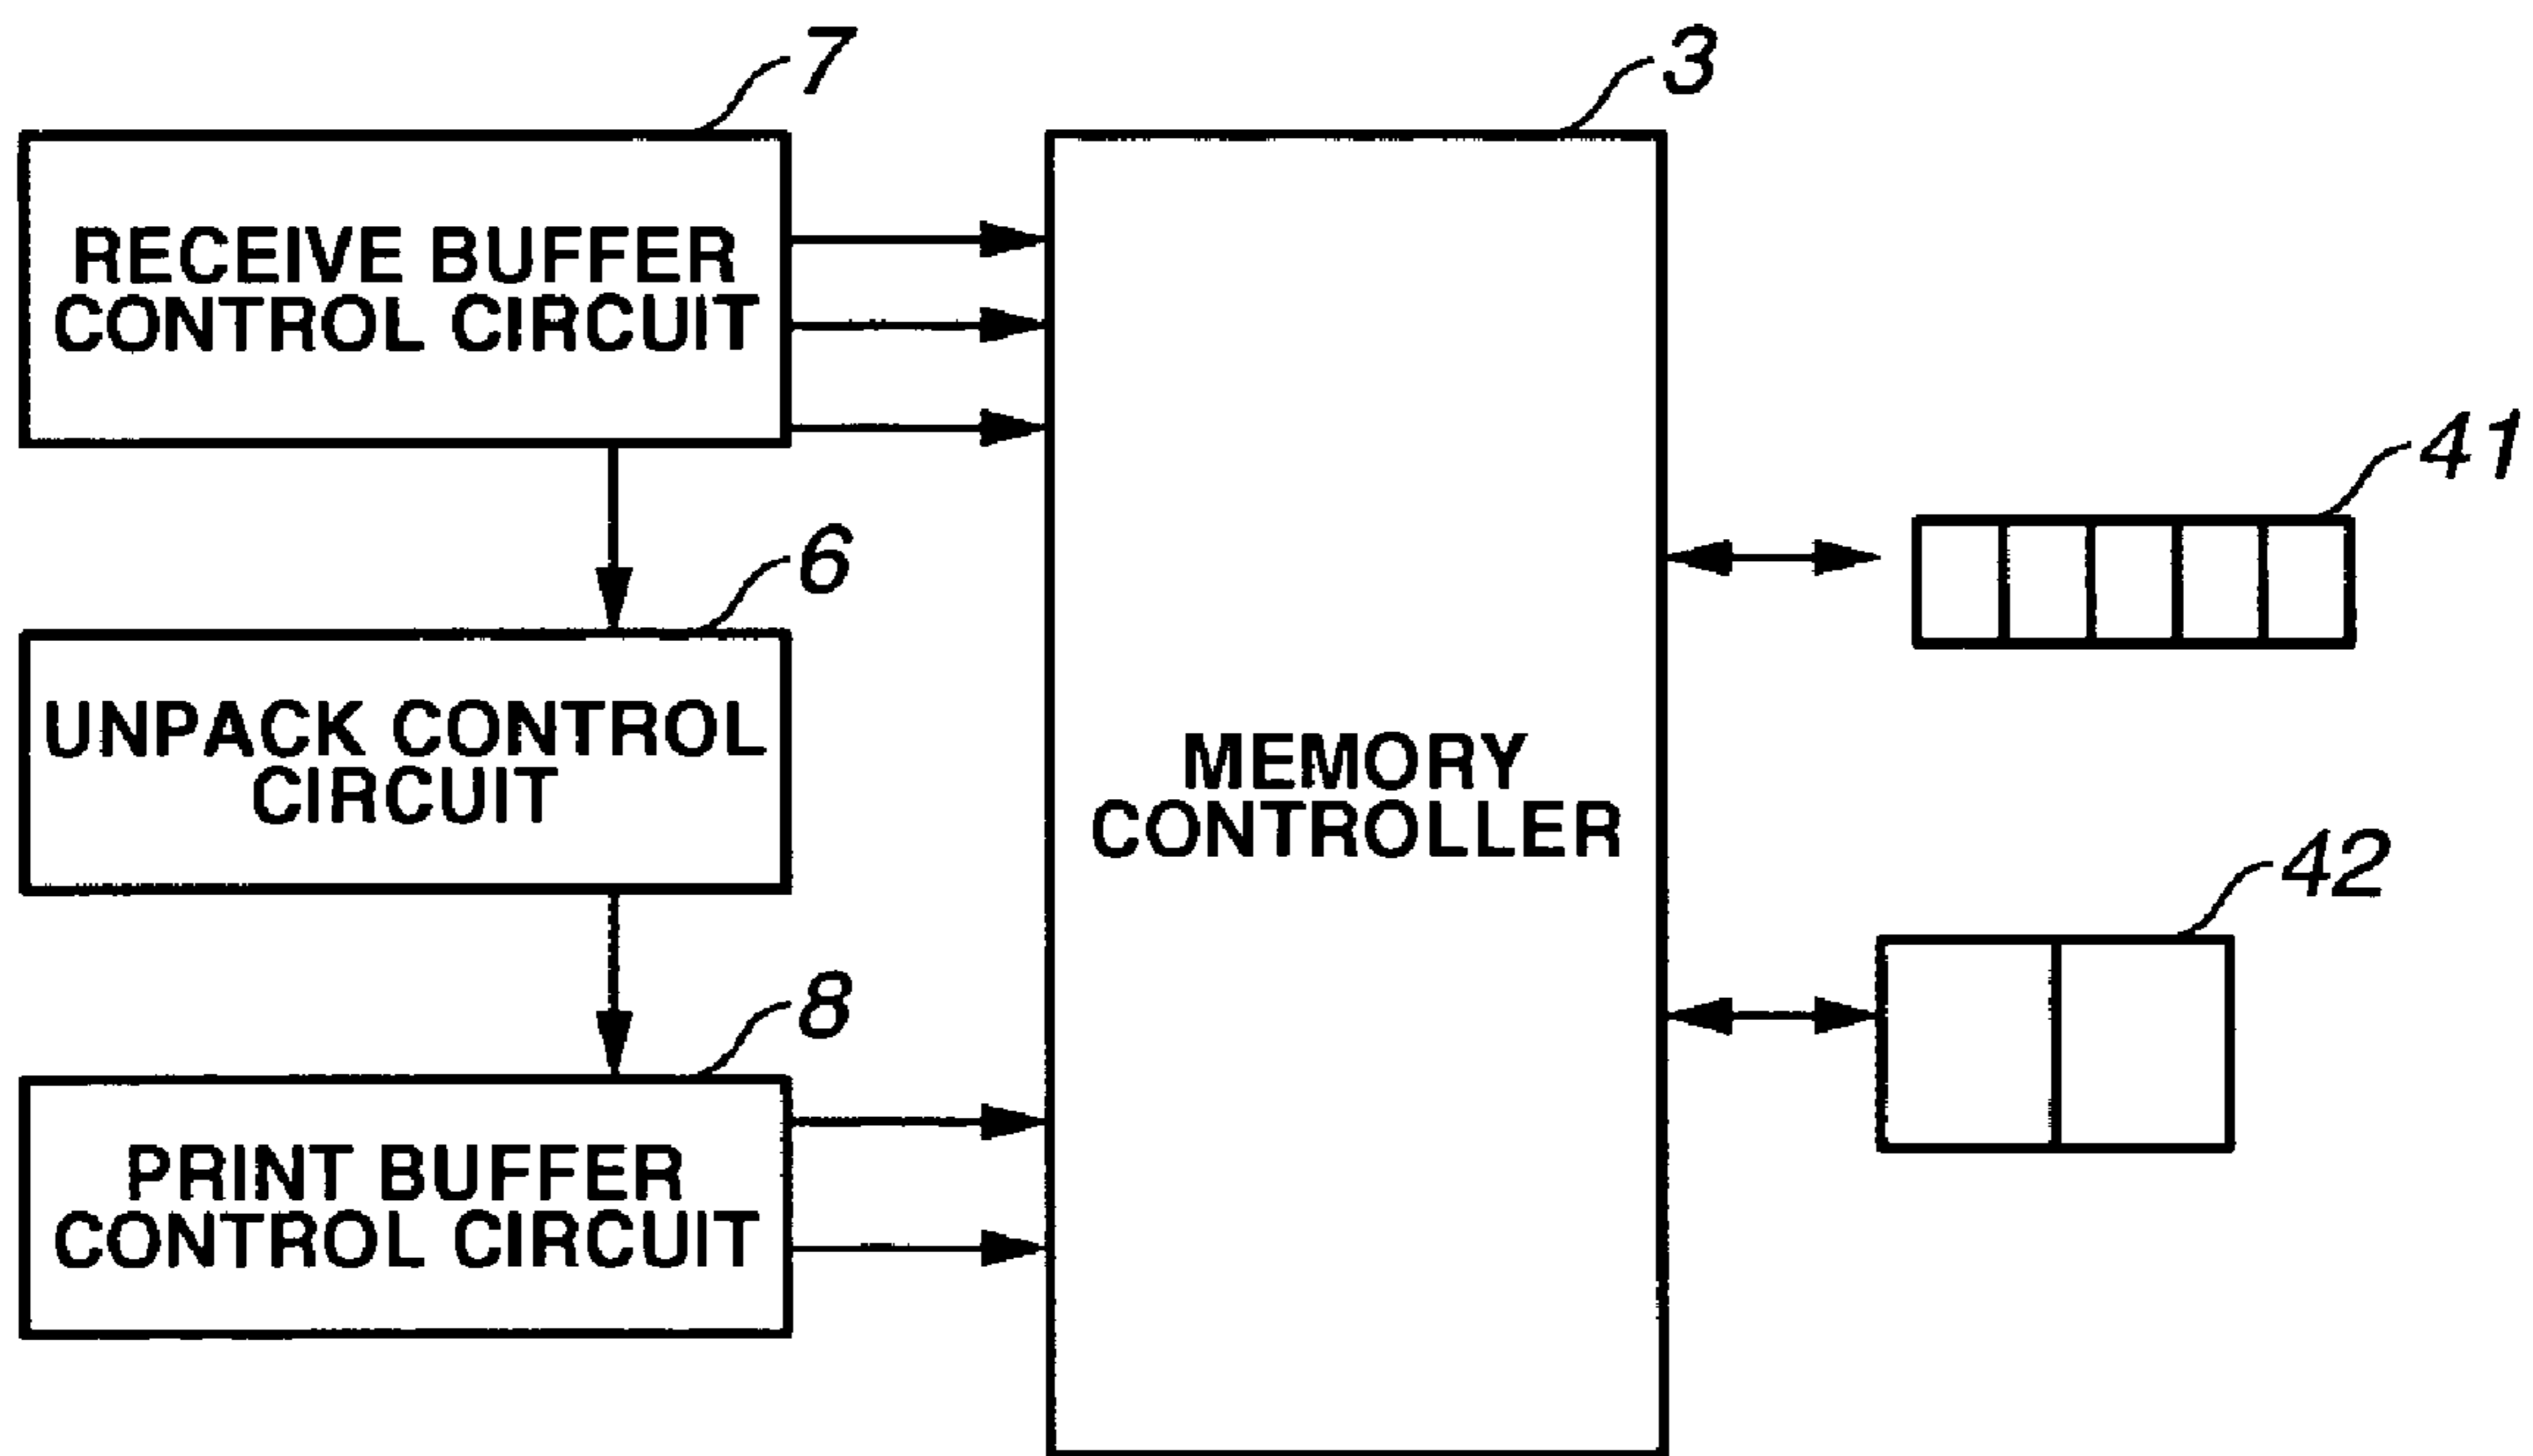 7
3
RECEIVE BUFFER
CONTROL CIRCUIT
41
6
UNPACK CONTROL
CIRCUIT
MEMORY
CONTROLLER
42
8
PRINT BUFFER
CONTROL CIRCUIT